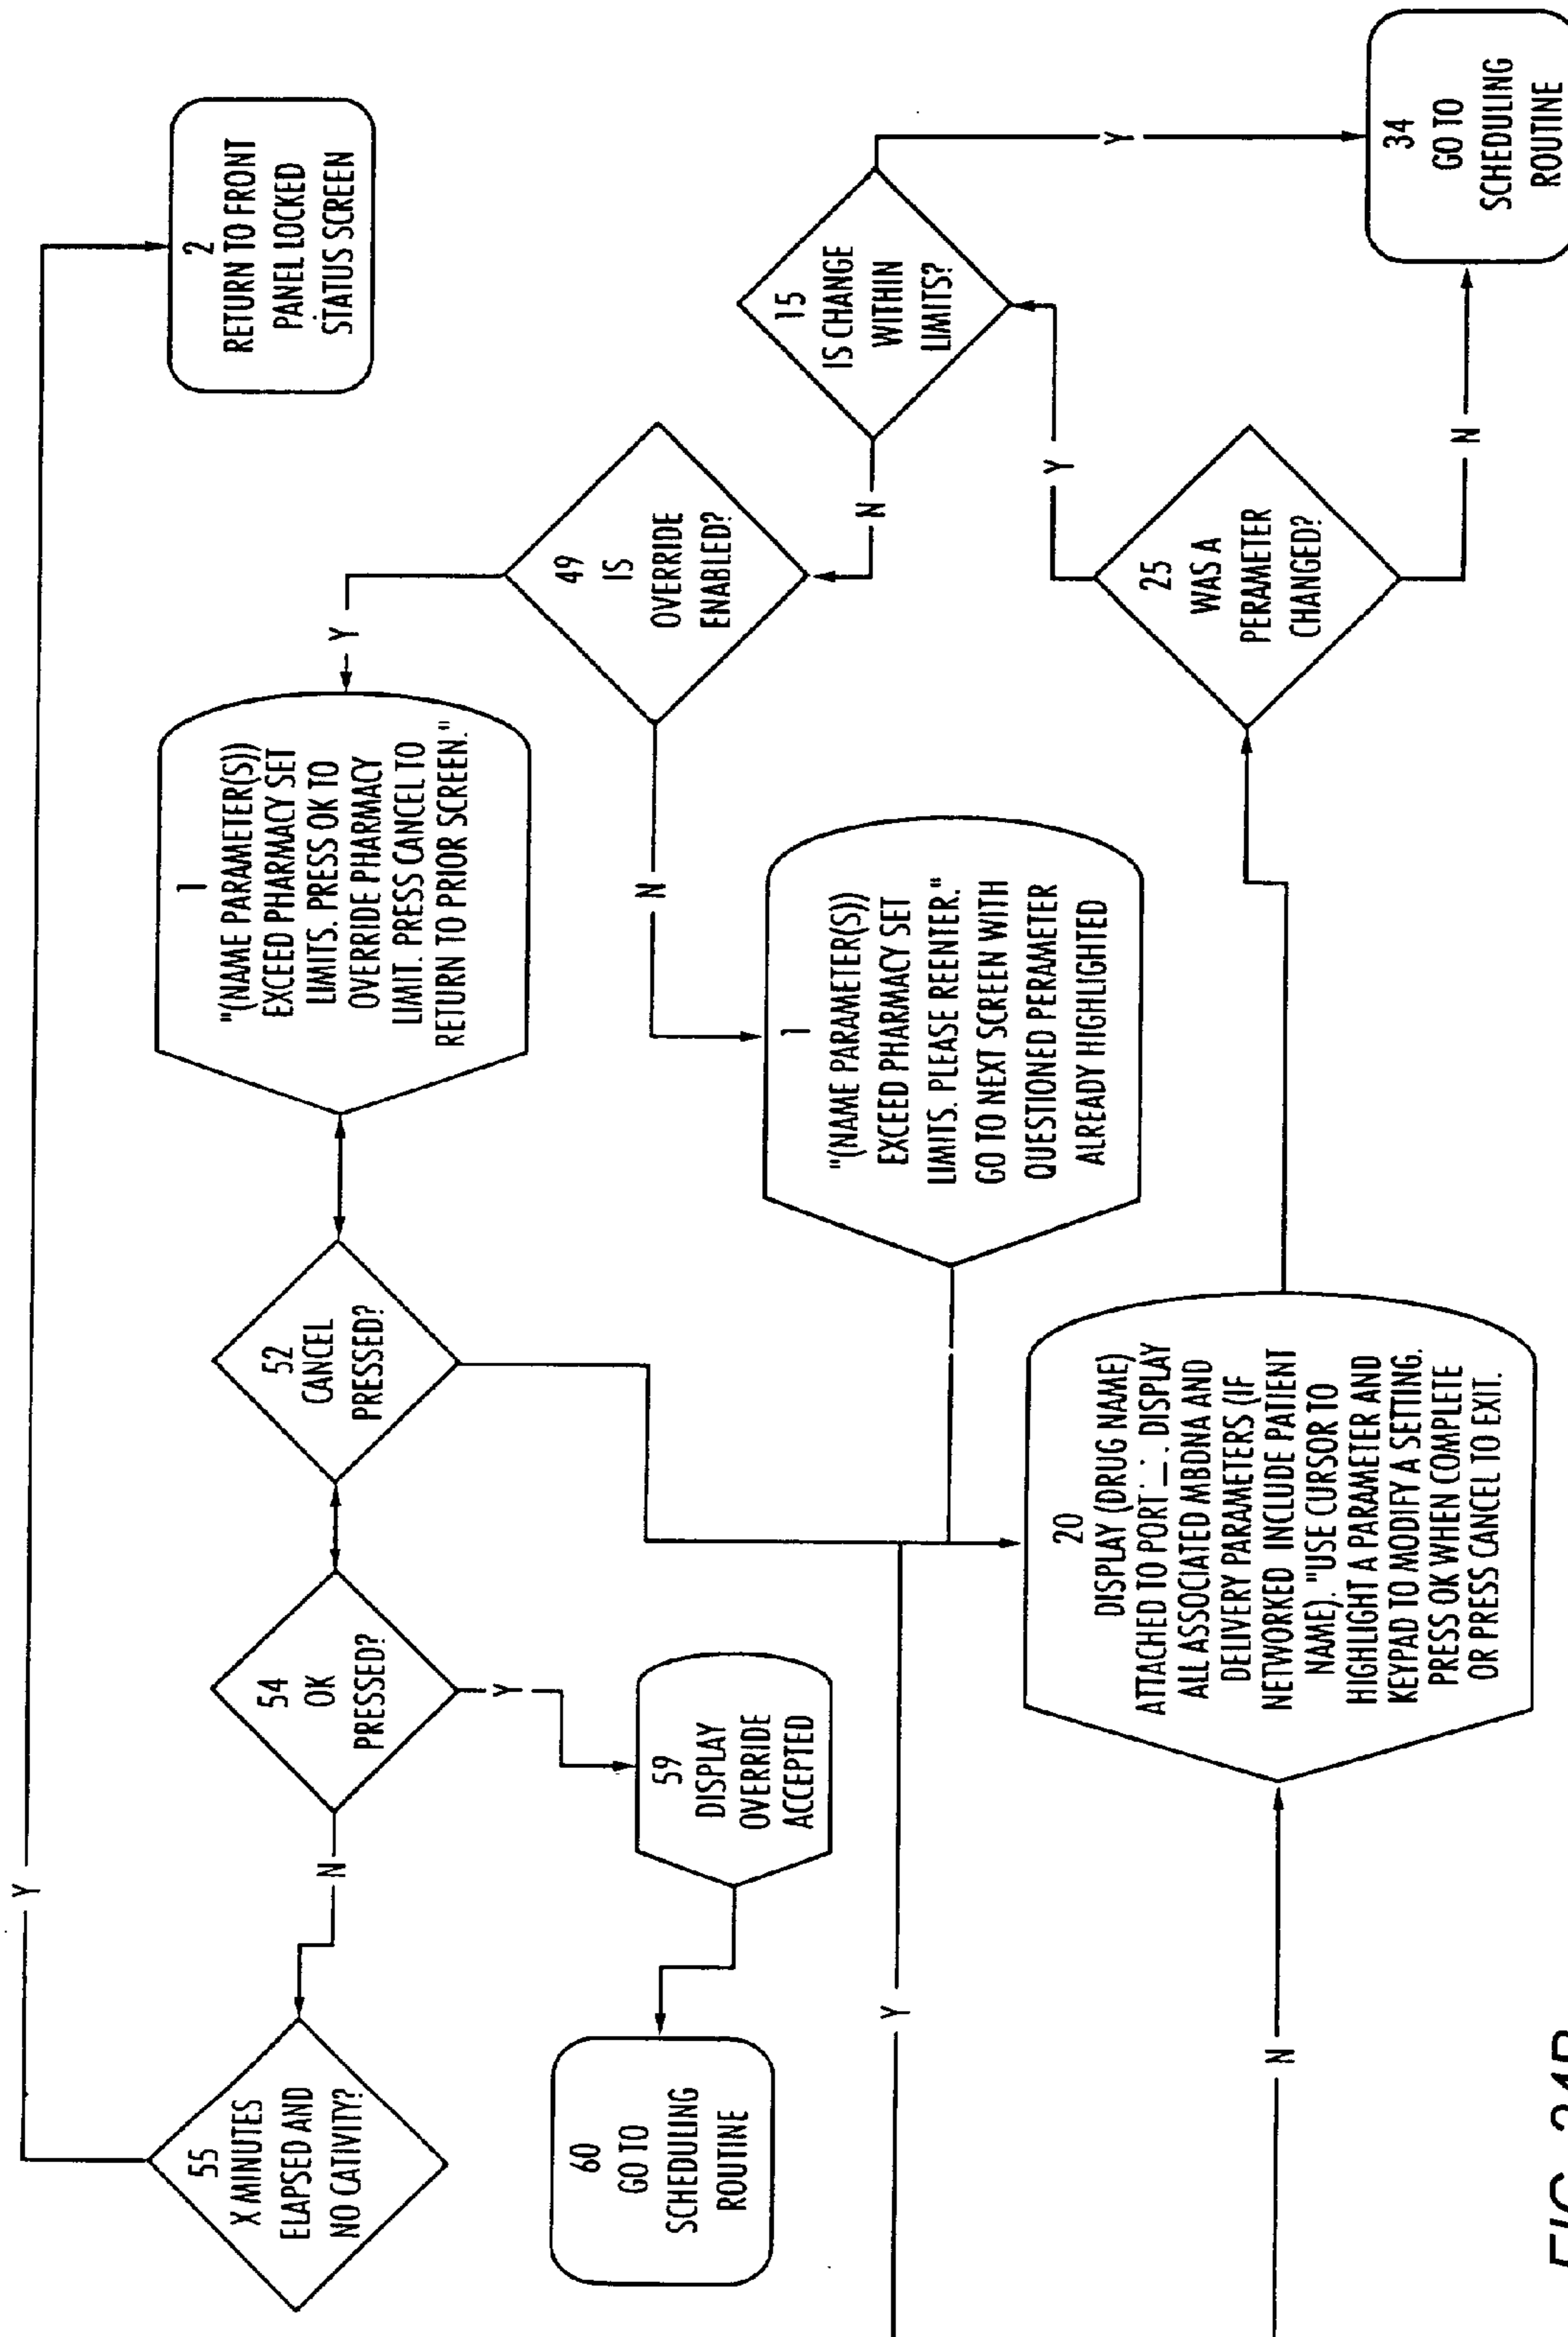 Y
55
X MINUTES
ELAPSED AND
NO CATIVITY?
54
OK
PRESSED?
52
CANCEL
PRESSED?
1
"(NAME PARAMETER(S))
EXCEED PHARMACY SET
LIMITS. PRESS OK TO
OVERRIDE PHARMACY
LIMIT. PRESS CANCEL TO
RETURN TO PRIOR SCREEN."
2
RETURN TO FRONT
PANEL LOCKED
STATUS SCREEN
N
Y
Y
60
GO TO
SCHEDULING
ROUTINE
59
DISPLAY
OVERRIDE
ACCEPTED
49
IS
OVERRIDE
ENABLED?
N
N
1
"(NAME PARAMETER(S))
EXCEED PHARMACY SET
LIMITS. PLEASE REENTER."
GO TO NEXT SCREEN WITH
QUESTIONED PERAMETER
ALREADY HIGHLIGHTED
15
IS CHANGE
WITHIN
LIMITS?
Y
Y
Y
N
20
DISPLAY (DRUG NAME)
ATTACHED TO PORT _. DISPLAY
ALL ASSOCIATED MBDNA AND
DELIVERY PARAMETERS (IF
NETWORKED INCLUDE PATIENT
NAME). "USE CURSOR TO
HIGHLIGHT A PARAMETER AND
KEYPAD TO MODIFY A SETTING.
PRESS OK WHEN COMPLETE
OR PRESS CANCEL TO EXIT.
25
WAS A
PERAMETER
CHANGED?
N
34
GO TO
SCHEDULING
ROUTINE
FIG. 24B